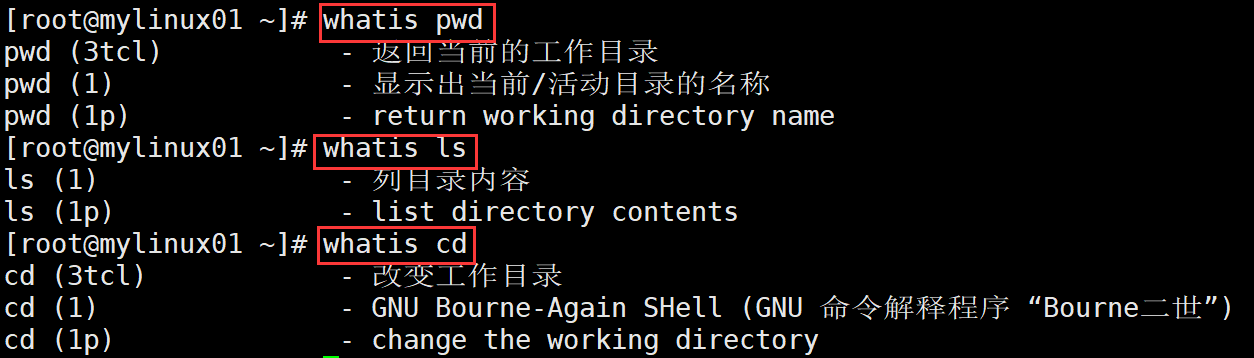 [root@mylinux01 ~]# whatis pwd
pwd (3tcl) - 返回当前的工作目录
pwd (1) - 显示出当前/活动目录的名称
pwd (1p) - return working directory name
[root@mylinux01 ~]# whatis ls
ls (1) - 列目录内容
ls (1p) - list directory contents
[root@mylinux01 ~]# whatis cd
cd (3tcl) - 改变工作目录
cd (1) - GNU Bourne-Again SHell (GNU 命令解释程序 “Bourne二世”)
cd (1p) - change the working directory